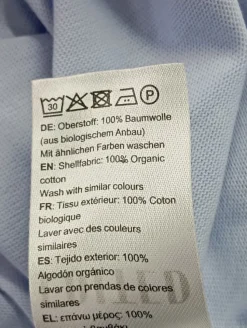 30 P
DE: Oberstoff: 100% Baumwolle
(aus biologischem Anbau)
Mit ähnlichen Farben waschen
EN: Shellfabric: 100% Organic
cotton
Wash with similar colours
FR: Tissu extérieur: 100% Coton
biologique
Laver avec des couleurs
similaires
ES: Tejido exterior: 100%
Algodón orgánico
Lavar con prendas de colores
similares
EL: επάνω μέρος: 100%